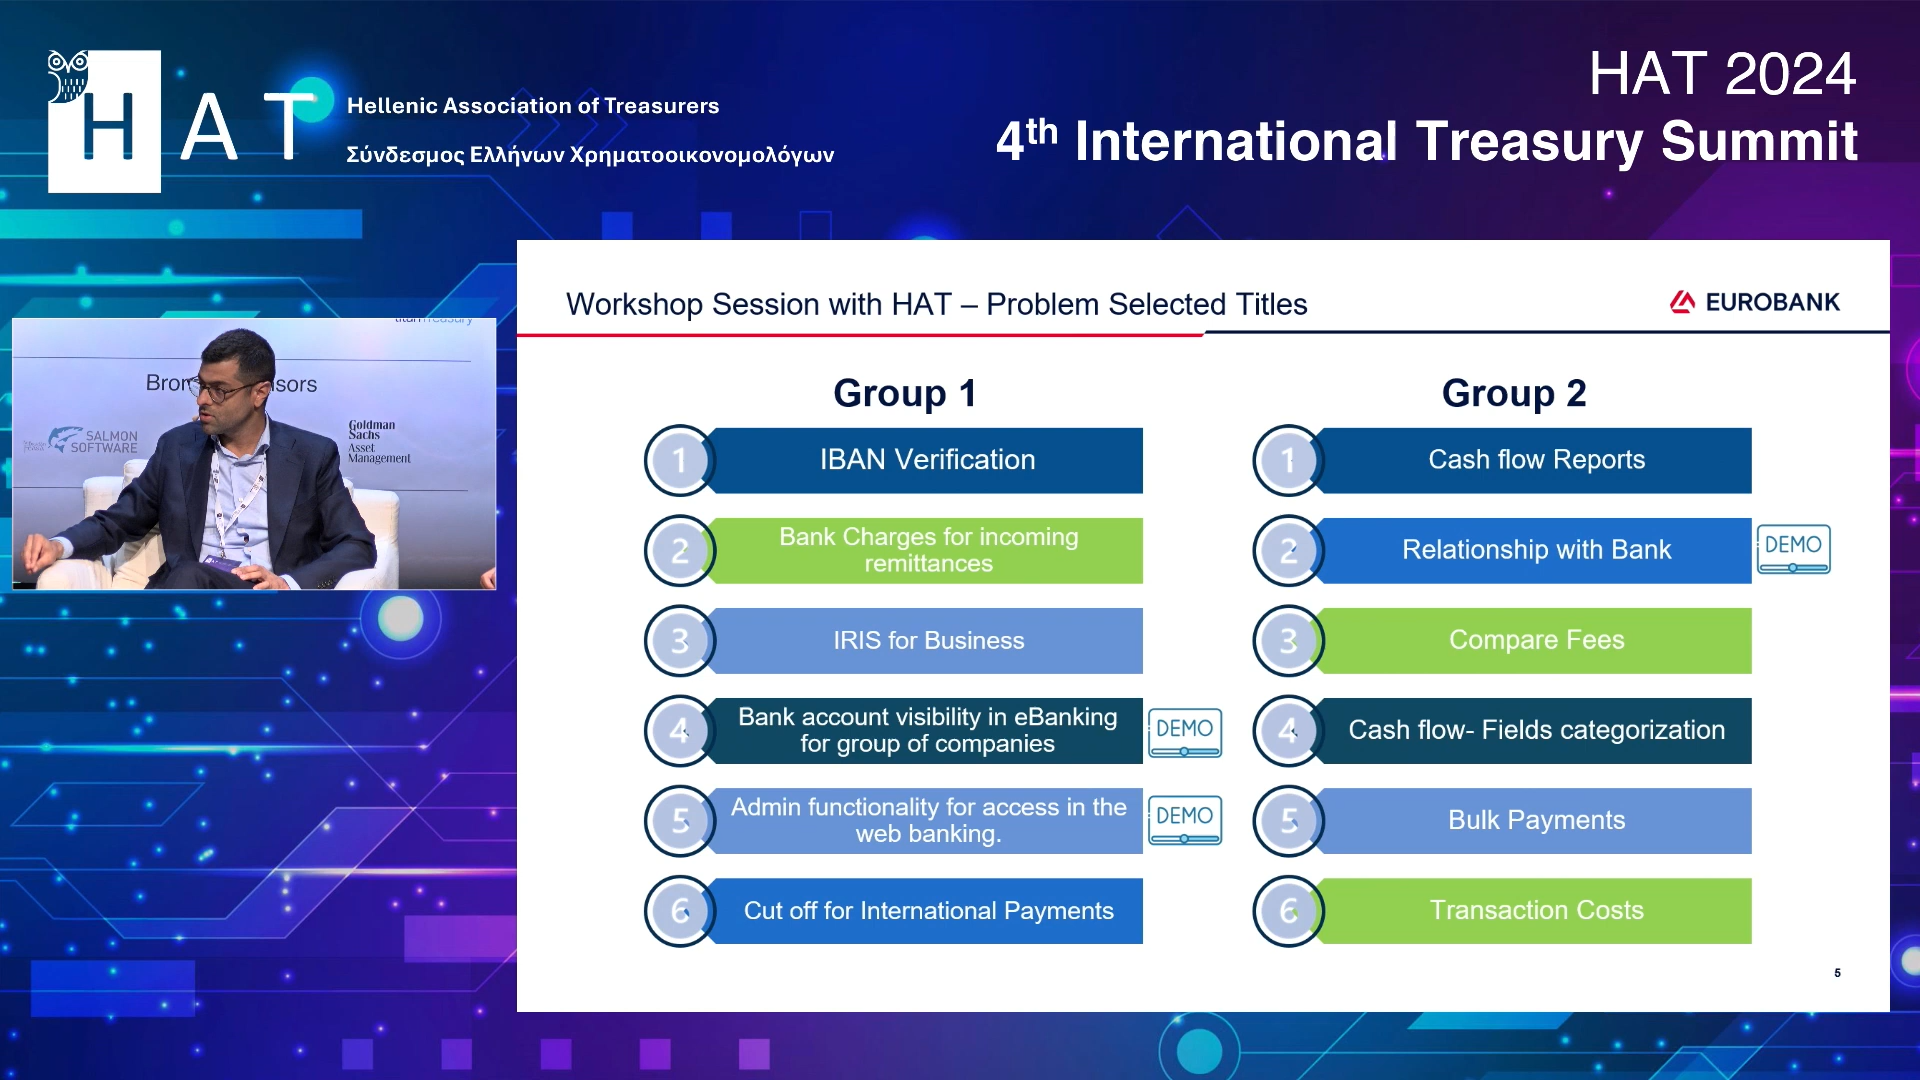 HAT
Hellenic Association of Treasurers
Σύνδεσμος Ελλήνων Χρηματοοικονομολόγων
HAT 2024
4th International Treasury Summit
SALMON
SOFTWARE
Goldman
Sachs
Asset
Management
Workshop Session with HAT – Problem Selected Titles
EUROBANK
Group 1
1 IBAN Verification
2 Bank Charges for incoming
remittances
3 IRIS for Business
4 Bank account visibility in eBanking
for group of companies
DEMO
5 Admin functionality for access in the
web banking.
DEMO
6 Cut off for International Payments
Group 2
1 Cash flow Reports
2 Relationship with Bank
DEMO
3 Compare Fees
4 Cash flow- Fields categorization
5 Bulk Payments
6 Transaction Costs
5